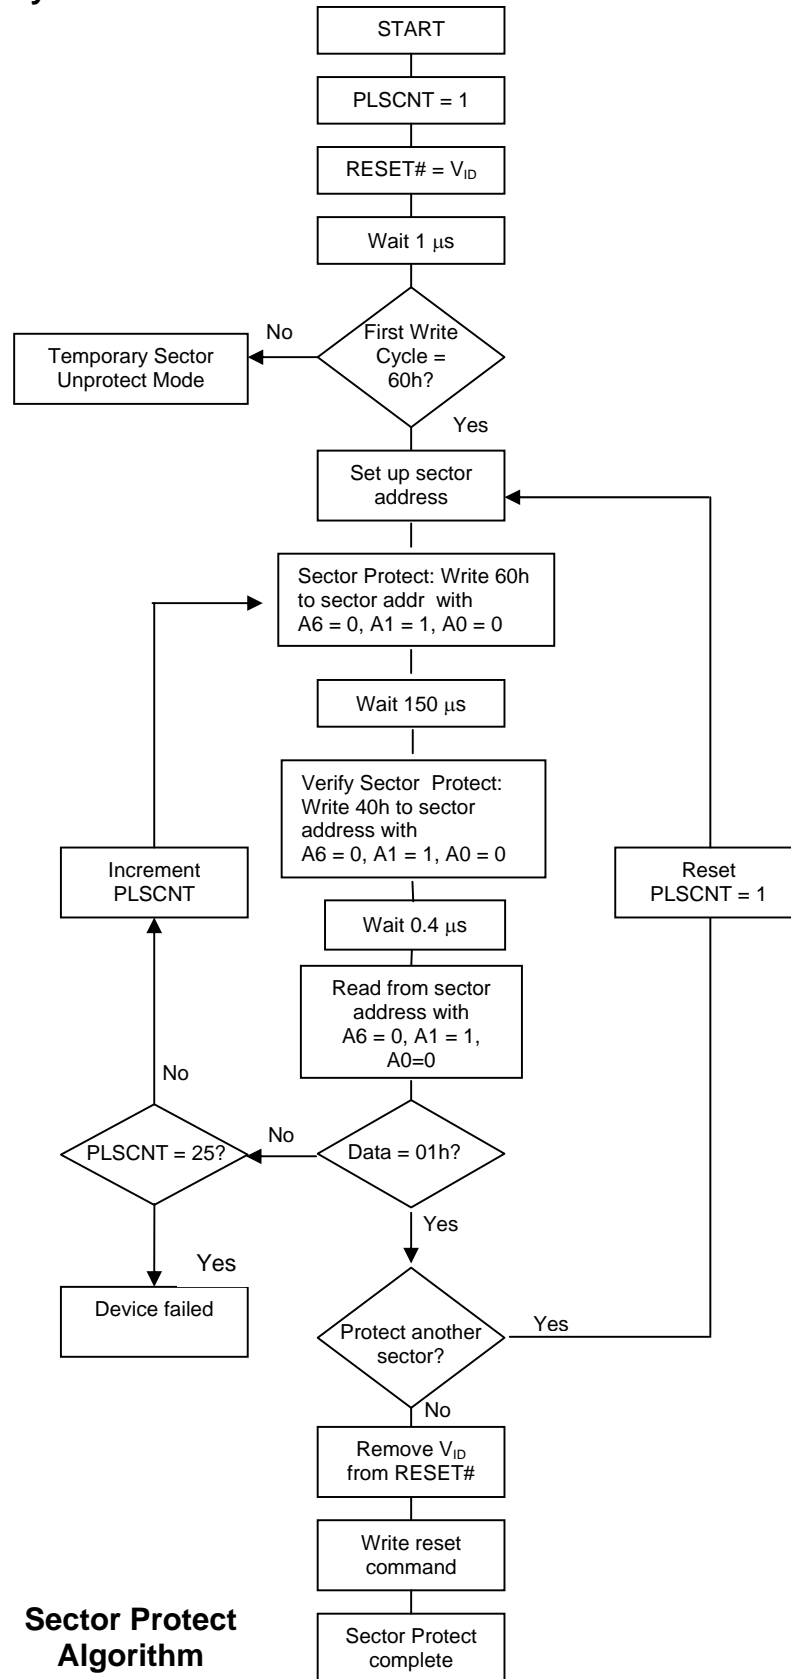 START
PLSCNT = 1
RESET# = VID
Wait 1 μs
First Write
Cycle =
60h?
No
Temporary Sector
Unprotect Mode
Yes
Set up sector
address
Sector Protect: Write 60h
to sector addr with
A6 = 0, A1 = 1, A0 = 0
Wait 150 μs
Verify Sector Protect:
Write 40h to sector
address with
A6 = 0, A1 = 1, A0 = 0
Increment
PLSCNT
Reset
PLSCNT = 1
Wait 0.4 μs
Read from sector
address with
A6 = 0, A1 = 1,
A0=0
No
PLSCNT = 25?
No
Data = 01h?
Yes
Yes
Device failed
Protect another
sector?
Yes
No
Remove VID
from RESET#
Write reset
command
Sector Protect
complete
Sector Protect
Algorithm